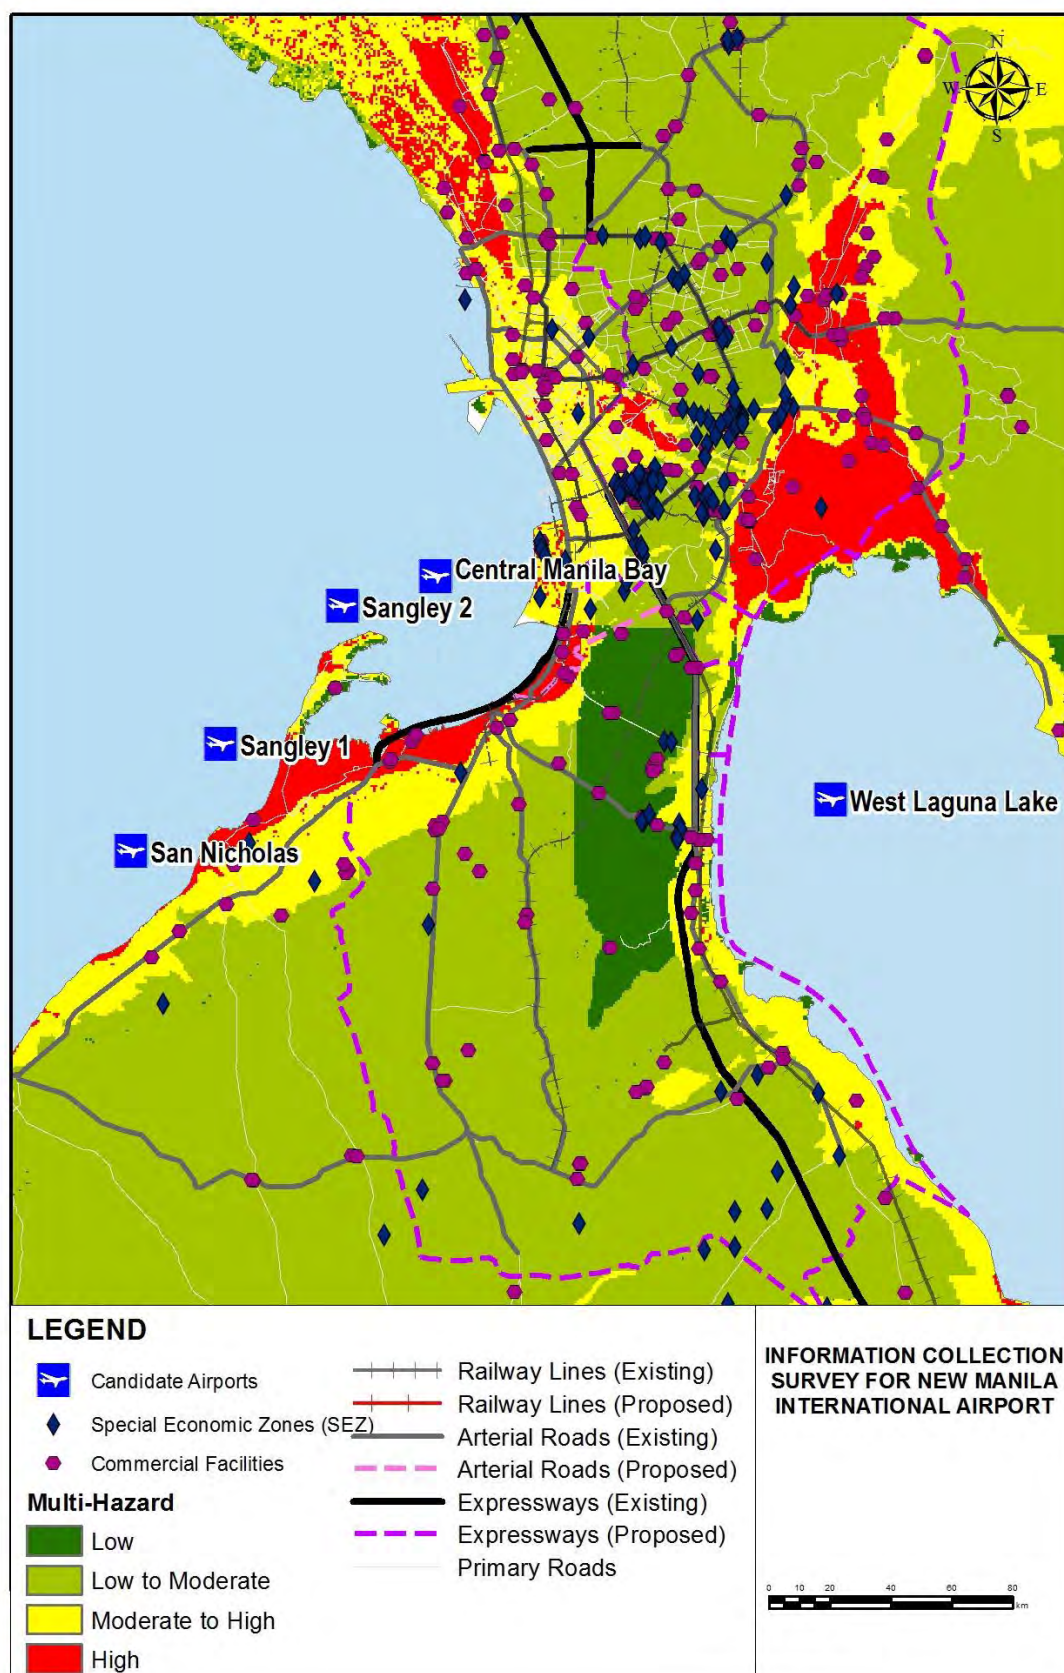 N
W E
S
Central Manila Bay
Sangley 2
Sangley 1
West Laguna Lake
San Nicholas
LEGEND
Candidate Airports
Special Economic Zones (SEZ)
Commercial Facilities
Multi-Hazard
Low
Low to Moderate
Moderate to High
High
Railway Lines (Existing)
Railway Lines (Proposed)
Arterial Roads (Existing)
Arterial Roads (Proposed)
Expressways (Existing)
Expressways (Proposed)
Primary Roads
INFORMATION COLLECTION
SURVEY FOR NEW MANILA
INTERNATIONAL AIRPORT
0 10 20 40 60 80
km